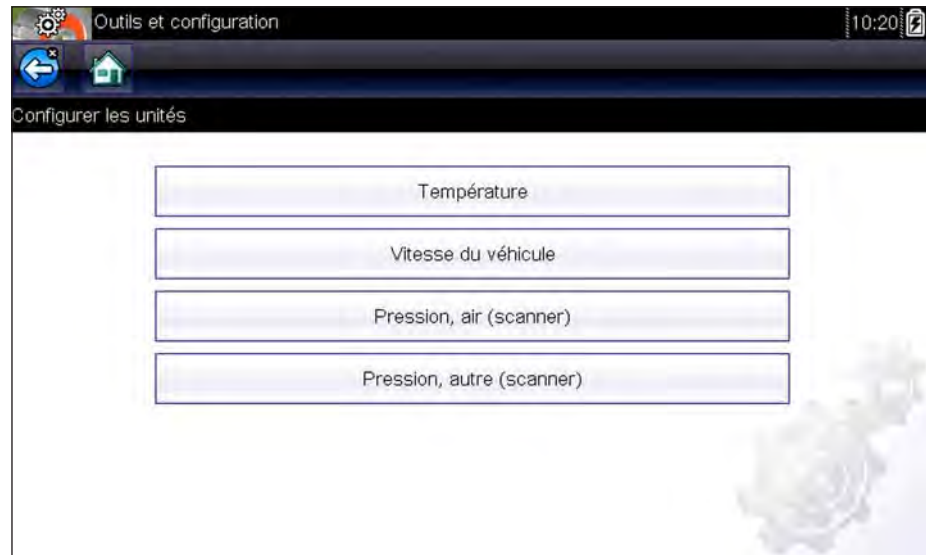 Outils et configuration 10:20
Configurer les unités
Température
Vitesse du véhicule
Pression, air (scanner)
Pression, autre (scanner)